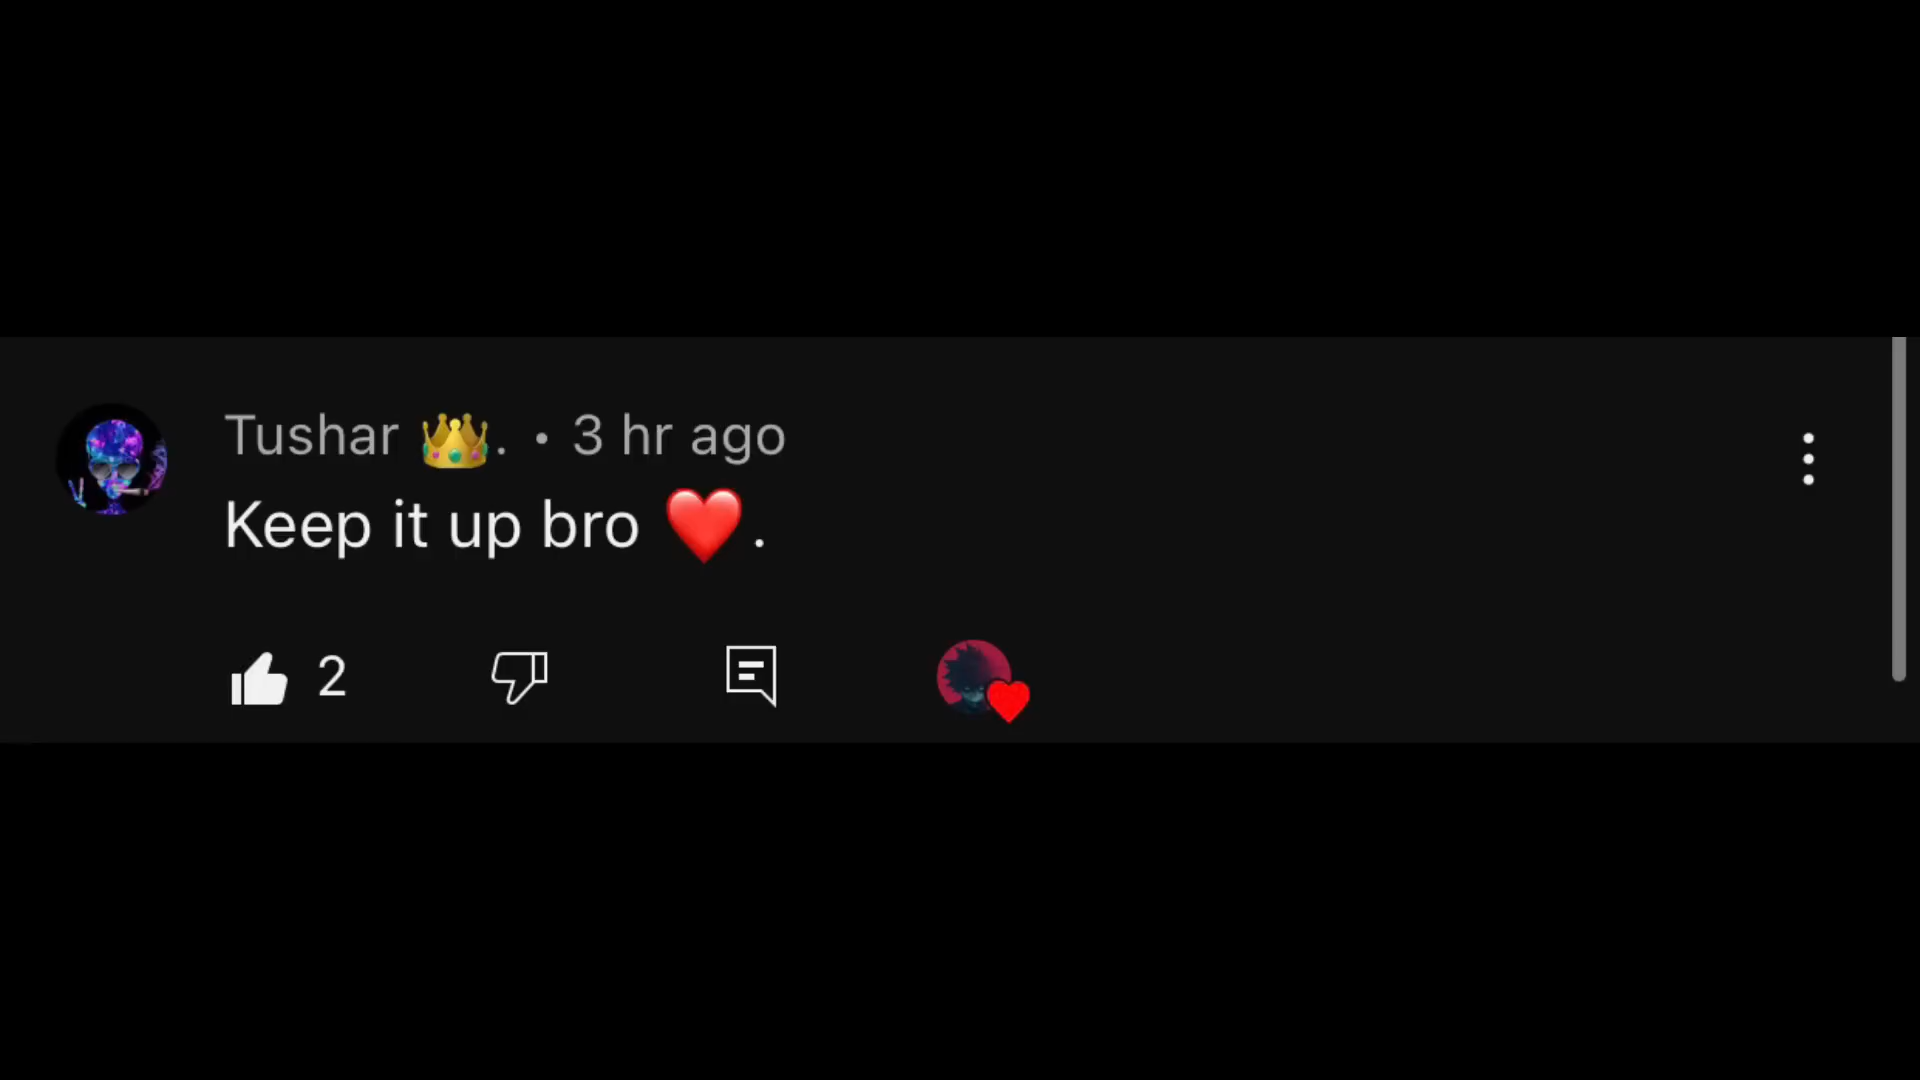 Tushar 👑. • 3 hr ago
Keep it up bro ❤️.
2